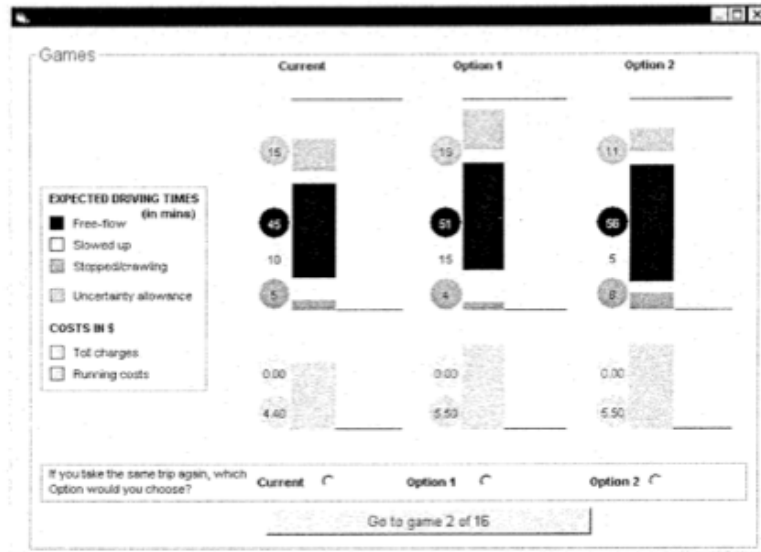 Games
Current
Option 1
Option 2
15
19
11
EXPECTED DRIVING TIMES
(in mins)
Free-flow
45
51
56
Slowed up
10
15
5
Stopped/crawling
5
4
Uncertainty allowance
COSTS IN $
Toll charges
0.00
0.00
0.00
Running costs
4.40
5.50
5.50
If you take the same trip again, which
Option would you choose?
Current
Option 1
Option 2
Go to game 2 of 16